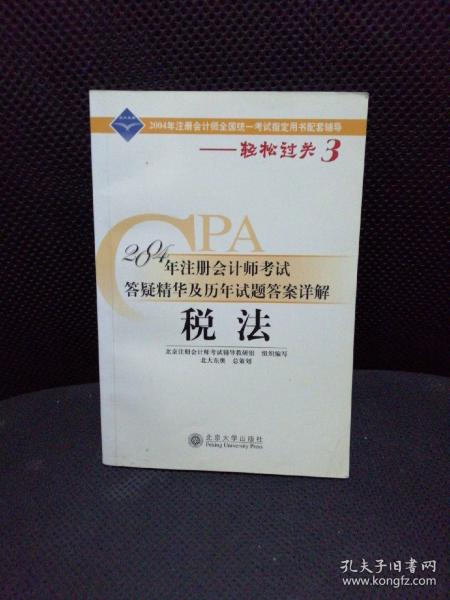 2004年注册会计师全国统一考试指定用书配套辅导
——轻松过关 3
CPA
2004年注册会计师考试
答疑精华及历年试题答案详解
税 法
北京注册会计师考试辅导教研组 组织编写
北大东奥 总策划
北京大学出版社
Peking University Press
孔夫子旧书网
www.kongfz.com